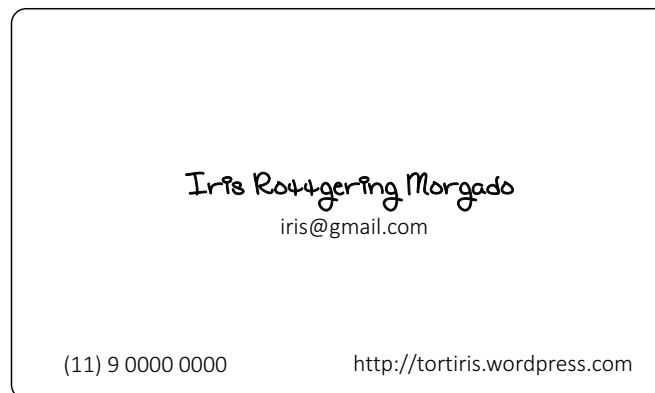 Iris Rottgering Morgado
iris@gmail.com
(11) 9 0000 0000 http://tortiris.wordpress.com